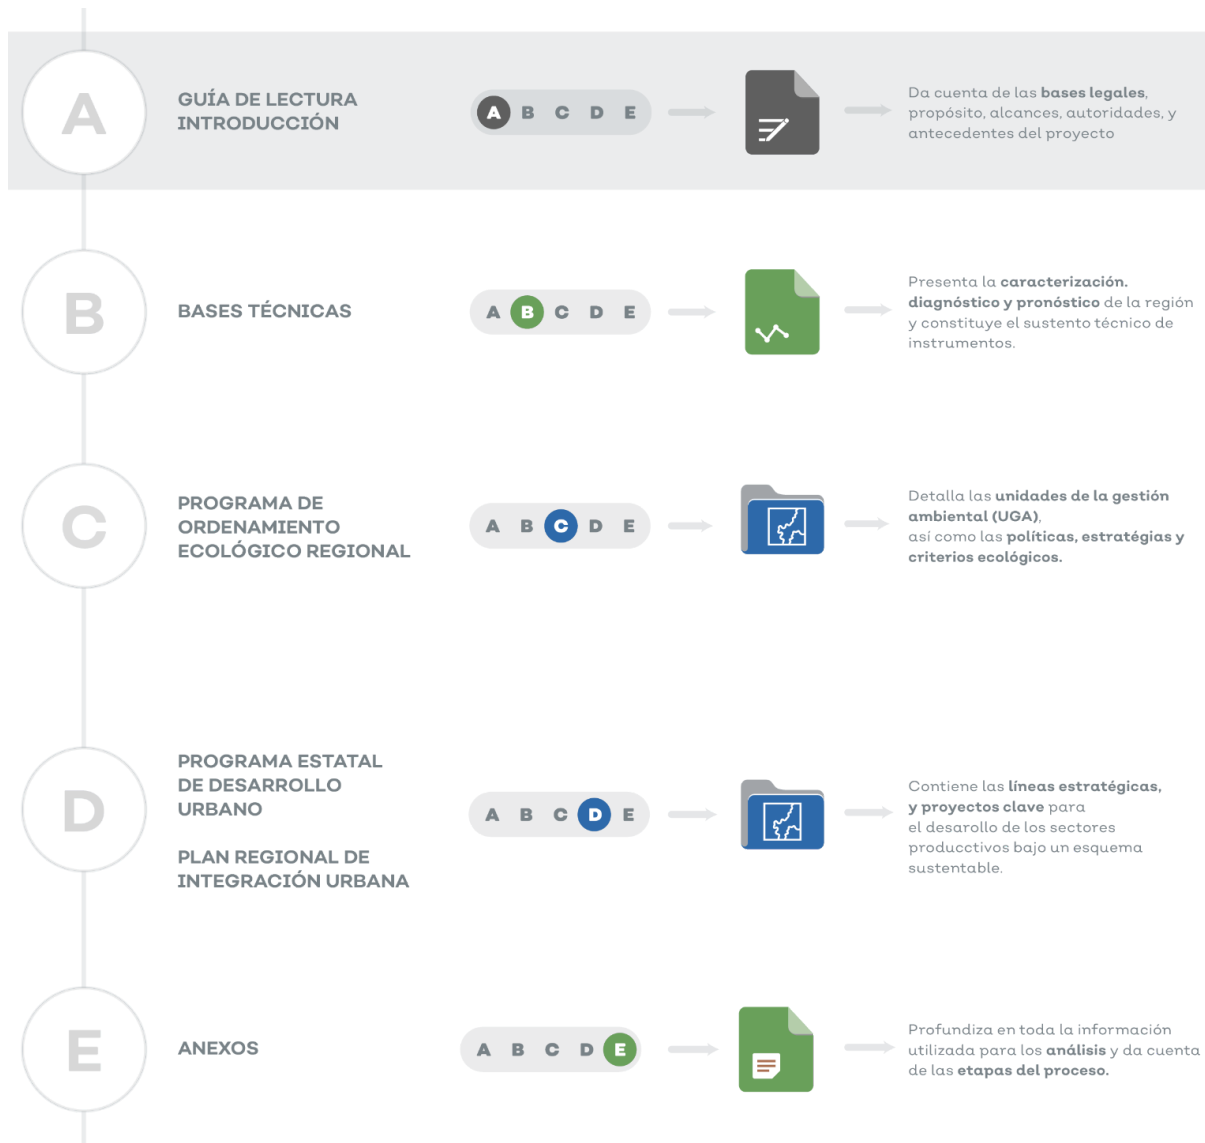 A
GUÍA DE LECTURA
INTRODUCCIÓN
A B C D E
Da cuenta de las bases legales,
propósito, alcances, autoridades, y
antecedentes del proyecto
B
BASES TÉCNICAS
A B C D E
Presenta la caracterización.
diagnóstico y pronóstico de la región
y constituye el sustento técnico de
instrumentos.
C
PROGRAMA DE
ORDENAMIENTO
ECOLÓGICO REGIONAL
A B C D E
Detalla las unidades de la gestión
ambiental (UGA),
así como las políticas, estratégias y
criterios ecológicos.
D
PROGRAMA ESTATAL
DE DESARROLLO
URBANO
PLAN REGIONAL DE
INTEGRACIÓN URBANA
A B C D E
Contiene las líneas estratégicas,
y proyectos clave para
el desarollo de los sectores
producctivos bajo un esquema
sustentable.
E
ANEXOS
A B C D E
Profundiza en toda la información
utilizada para los análisis y da cuenta
de las etapas del proceso.